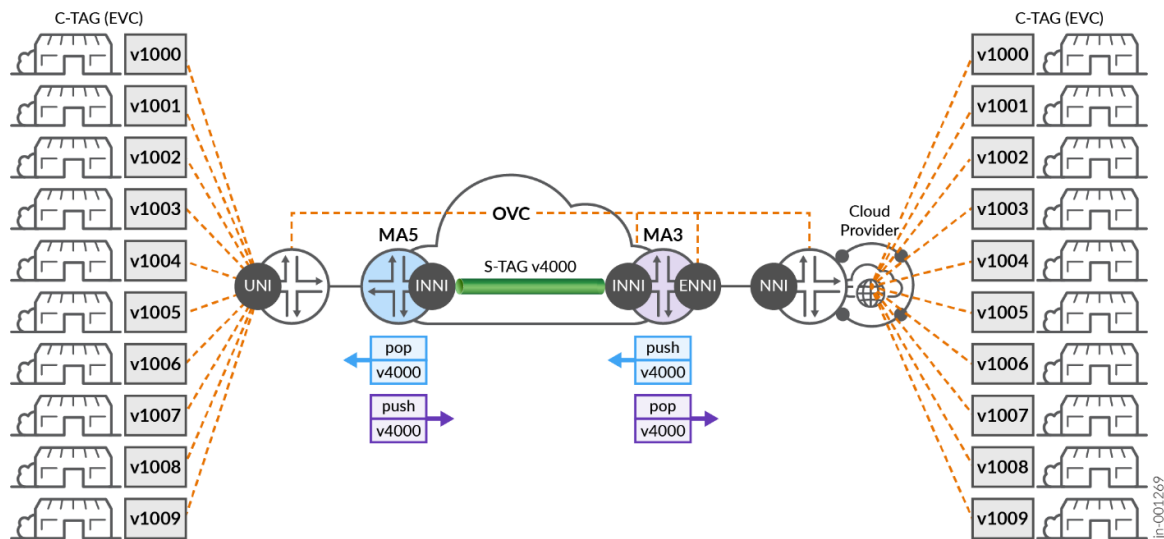 C-TAG (EVC)
v1000
v1001
v1002
v1003
v1004
v1005
v1006
v1007
v1008
v1009
UNI
OVC
MA5
INNI
S-TAG v4000
MA3
INNI
ENNI
NNI
Cloud
Provider
pop
v4000
push
v4000
push
v4000
pop
v4000
C-TAG (EVC)
v1000
v1001
v1002
v1003
v1004
v1005
v1006
v1007
v1008
v1009
in-001269